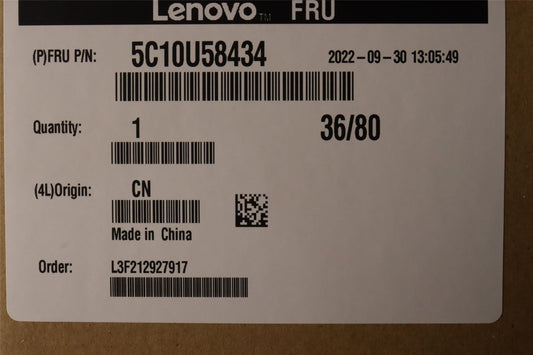 Lenovo™ FRU
(P)FRU P/N: 5C10U58434 2022-09-30 13:05:49
Quantity: 1 36/80
(4L)Origin: CN
Made in China
Order: L3F212927917